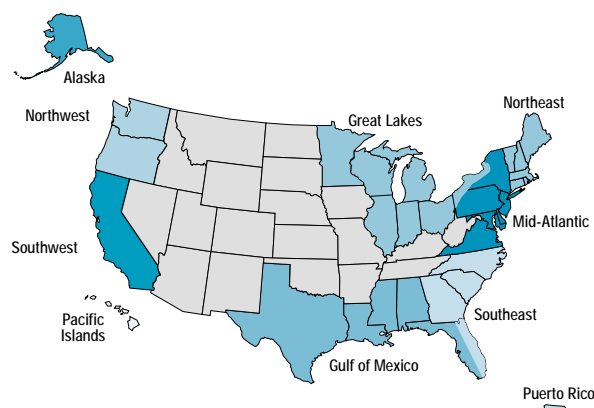 Alaska
Northwest
Great Lakes
Northeast
Mid-Atlantic
Southwest
Pacific
Islands
Southeast
Gulf of Mexico
Puerto Rico